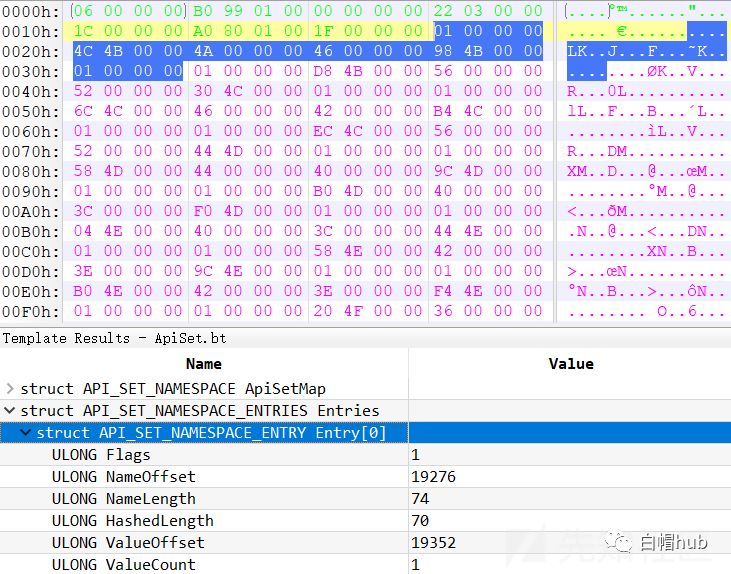 0000h: 06 00 00 00 B0 99 01 00 00 00 00 00 22 03 00 00 (....°™......"...
0010h: 1C 00 00 00 A0 80 01 00 1F 00 00 00 01 00 00 00 .... €..........
0020h: 4C 4B 00 00 4A 00 00 00 46 00 00 00 98 4B 00 00 LK..J...F...˜K..
0030h: 01 00 00 00 01 00 00 00 D8 4B 00 00 56 00 00 00 ........ØK..V...
0040h: 52 00 00 00 30 4C 00 00 01 00 00 00 01 00 00 00 R...0L..........
0050h: 6C 4C 00 00 46 00 00 00 42 00 00 00 B4 4C 00 00 lL..F...B...´L..
0060h: 01 00 00 00 01 00 00 00 EC 4C 00 00 56 00 00 00 ........ìL..V...
0070h: 52 00 00 00 44 4D 00 00 01 00 00 00 01 00 00 00 R...DM..........
0080h: 58 4D 00 00 44 00 00 00 40 00 00 00 9C 4D 00 00 XM..D...@...œM..
0090h: 01 00 00 00 01 00 00 00 B0 4D 00 00 40 00 00 00 ........°M..@...
00A0h: 3C 00 00 00 F0 4D 00 00 01 00 00 00 01 00 00 00 <...ðM..........
00B0h: 04 4E 00 00 40 00 00 00 3C 00 00 00 44 4E 00 00 .N..@...<...DN..
00C0h: 01 00 00 00 01 00 00 00 58 4E 00 00 42 00 00 00 ........XN..B...
00D0h: 3E 00 00 00 9C 4E 00 00 01 00 00 00 01 00 00 00 >...œN..........
00E0h: B0 4E 00 00 42 00 00 00 3E 00 00 00 F4 4E 00 00 °N..B...>...ôN..
00F0h: 01 00 00 00 01 00 00 00 20 4F 00 00 36 00 00 00 ........ O..6...
Template Results - ApiSet.bt
Name Value
struct API_SET_NAMESPACE ApiSetMap
struct API_SET_NAMESPACE_ENTRIES Entries
struct API_SET_NAMESPACE_ENTRY Entry[0]
ULONG Flags 1
ULONG NameOffset 19276
ULONG NameLength 74
ULONG HashedLength 70
ULONG ValueOffset 19352
ULONG ValueCount 1
白帽hub